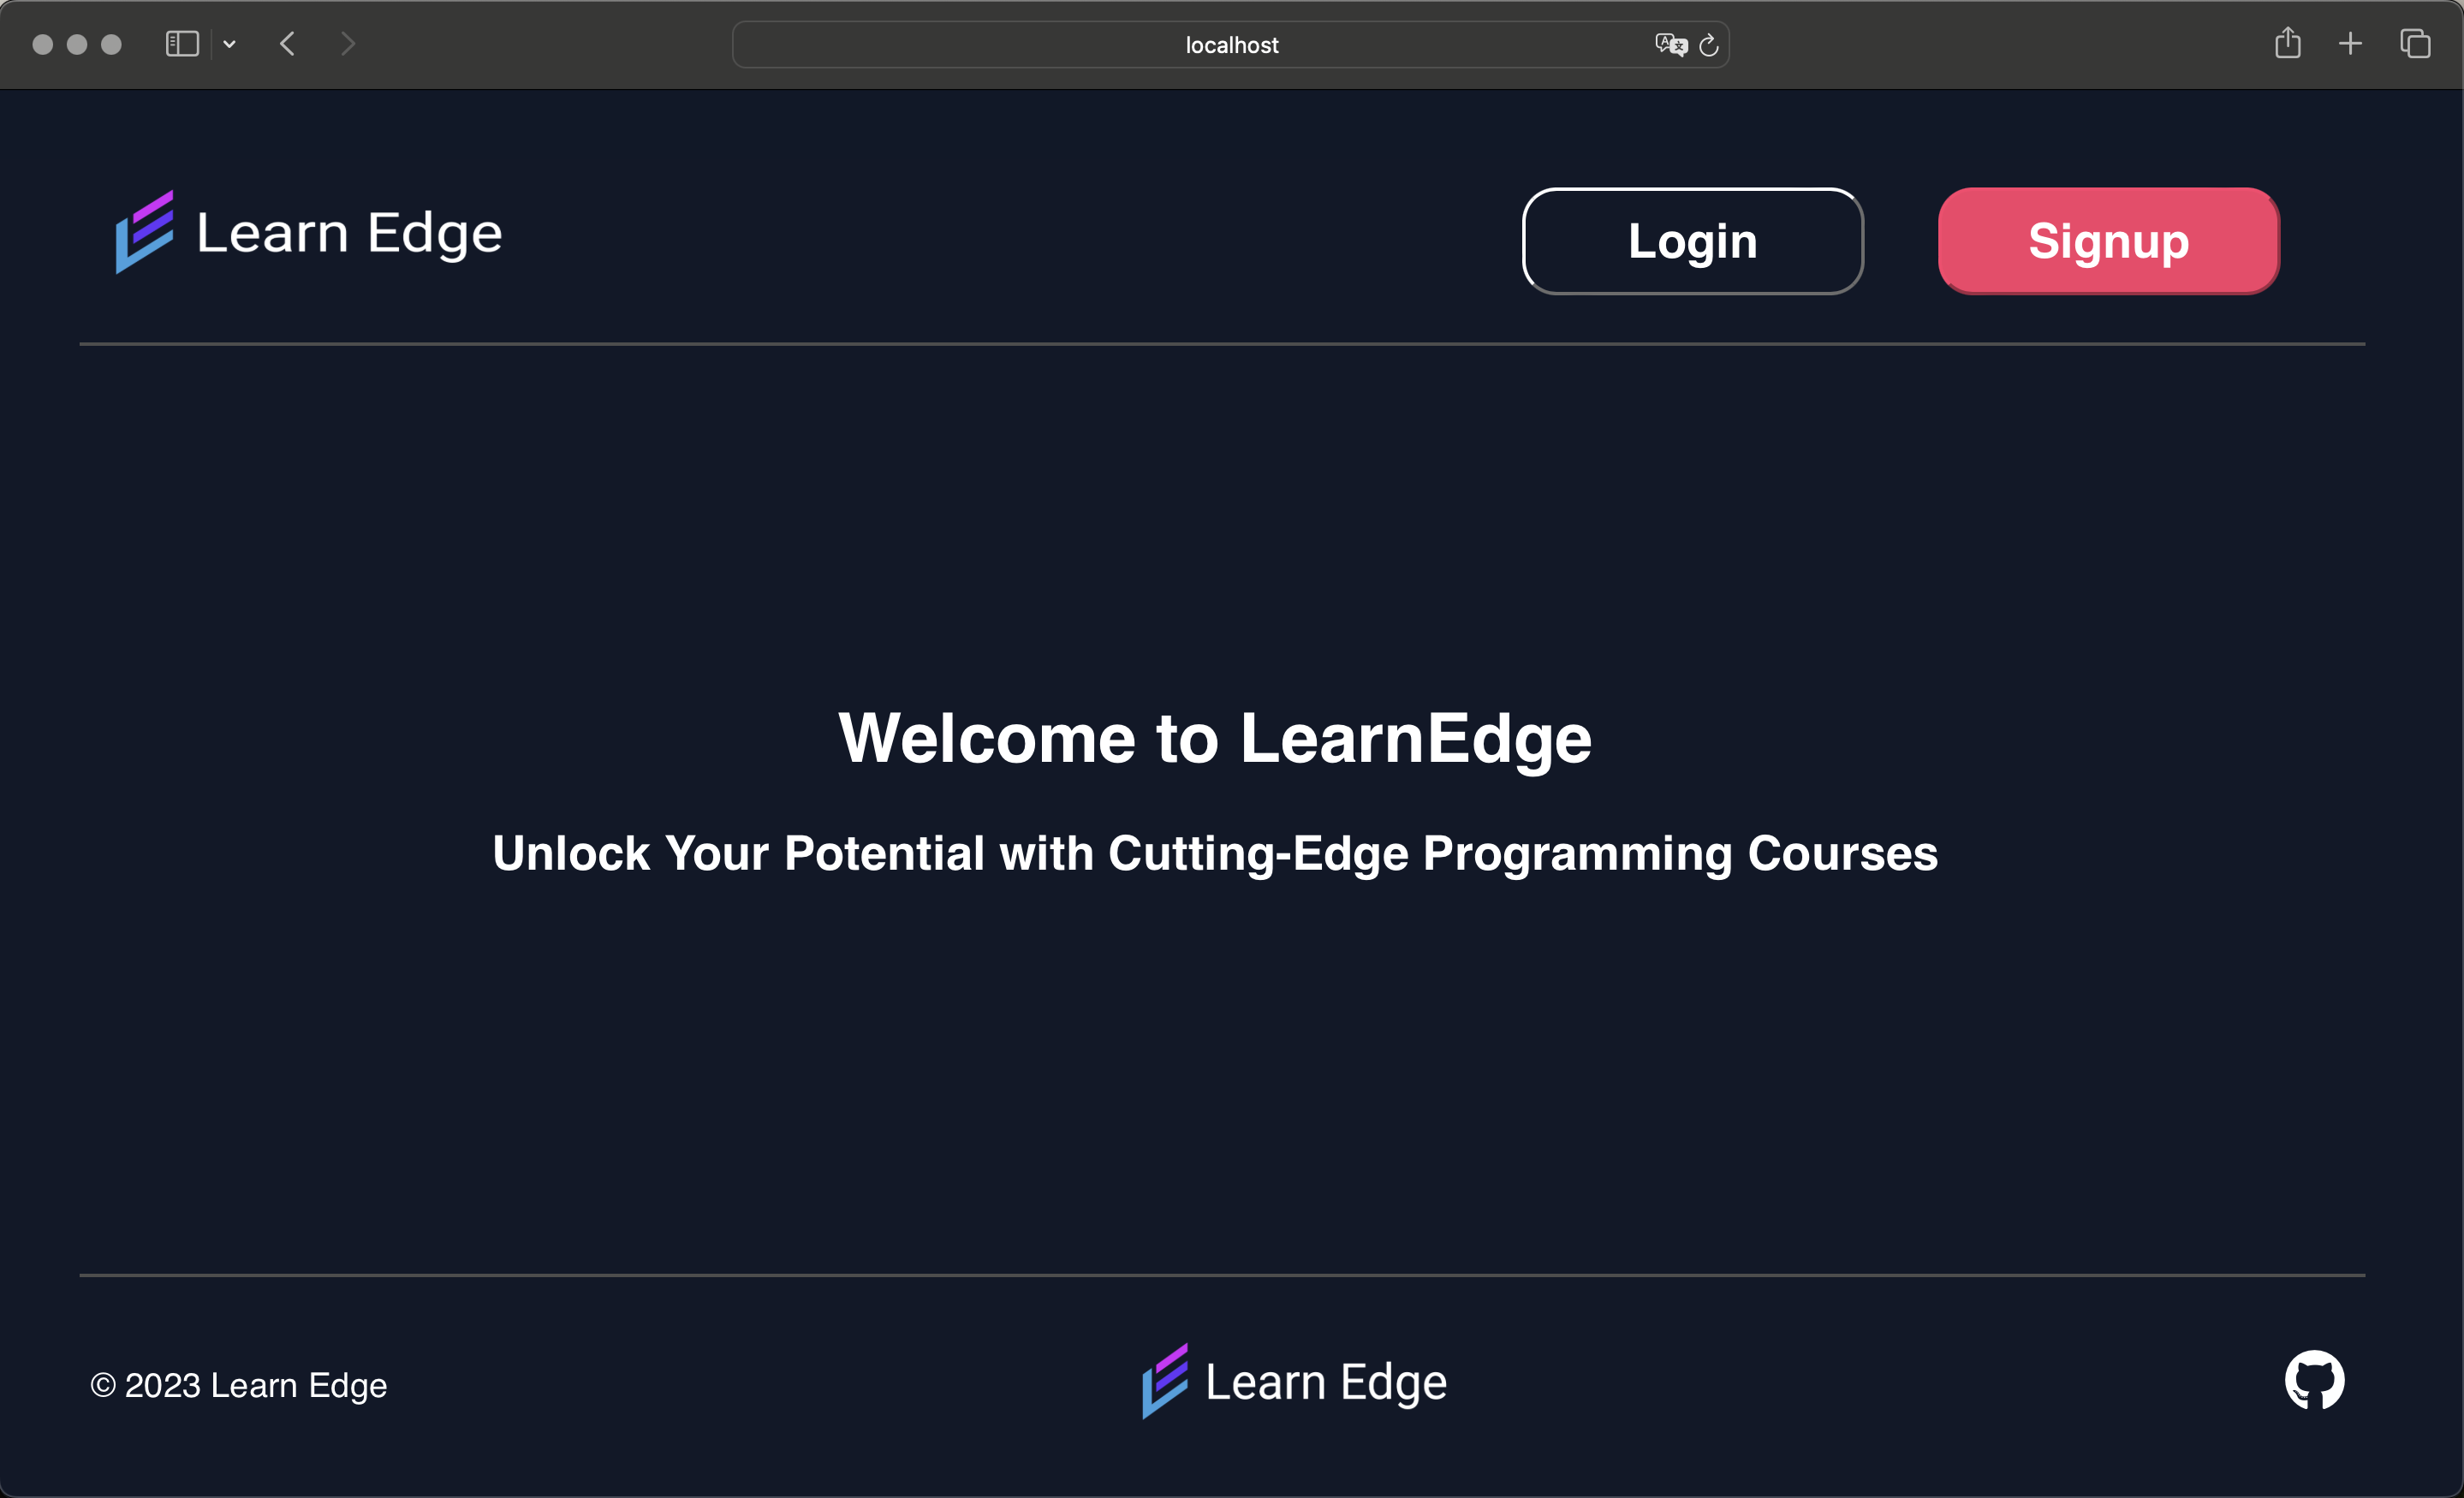 localhost
Learn Edge
Login
Signup
Welcome to LearnEdge
Unlock Your Potential with Cutting-Edge Programming Courses
© 2023 Learn Edge
Learn Edge